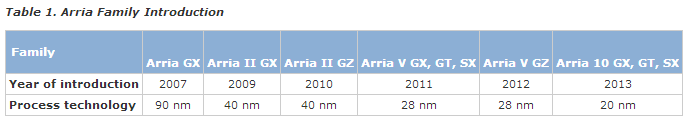 Table 1. Arria Family Introduction
Family Arria GX Arria II GX Arria II GZ Arria V GX, GT, SX Arria V GZ Arria 10 GX, GT, SX
Year of introduction 2007 2009 2010 2011 2012 2013
Process technology 90 nm 40 nm 40 nm 28 nm 28 nm 20 nm